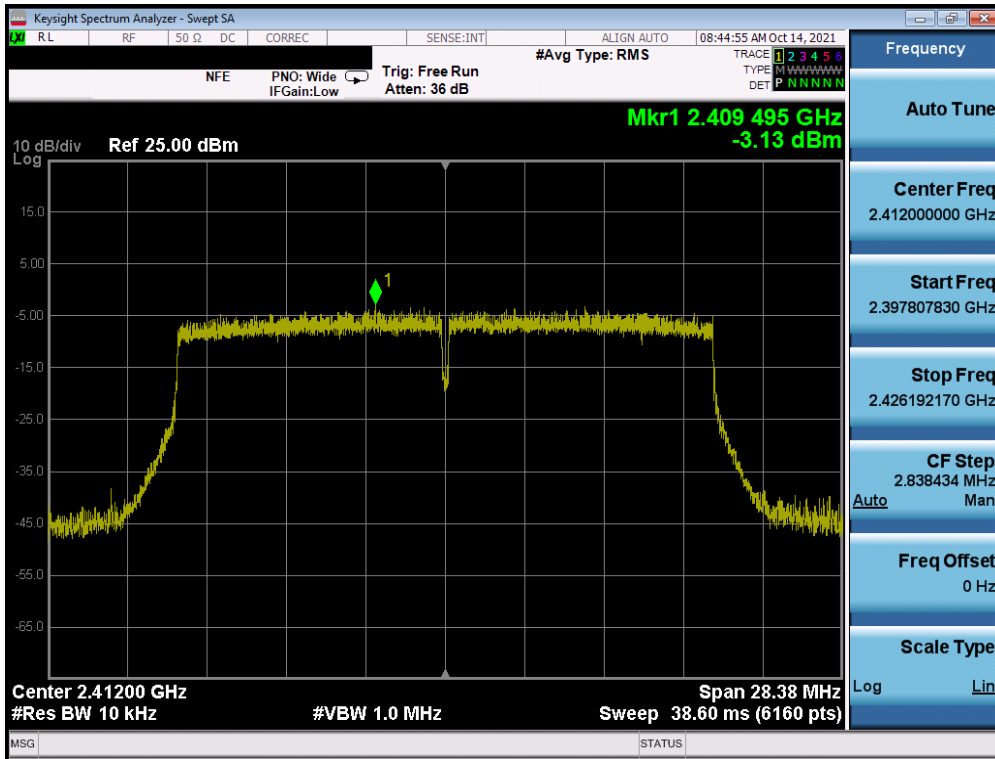 Keysight Spectrum Analyzer - Swept SA
LXI RL RF 50 Ω DC CORREC SENSE:INT ALIGN AUTO 08:44:55 AM Oct 14, 2021
#Avg Type: RMS TRACE 1 2 3 4 5 6
NFE PNO: Wide Trig: Free Run TYPE M W W W W W
IFGain:Low Atten: 36 dB DET P N N N N N
Mkr1 2.409 495 GHz
-3.13 dBm
10 dB/div Ref 25.00 dBm
Log
15.0
5.00
1
-5.00
-15.0
-25.0
-35.0
-45.0
-55.0
-65.0
Center 2.41200 GHz Span 28.38 MHz
#Res BW 10 kHz #VBW 1.0 MHz Sweep 38.60 ms (6160 pts)
MSG STATUS
Frequency
Auto Tune
Center Freq
2.412000000 GHz
Start Freq
2.397807830 GHz
Stop Freq
2.426192170 GHz
CF Step
2.838434 MHz
Auto Man
Freq Offset
0 Hz
Scale Type
Log Lin